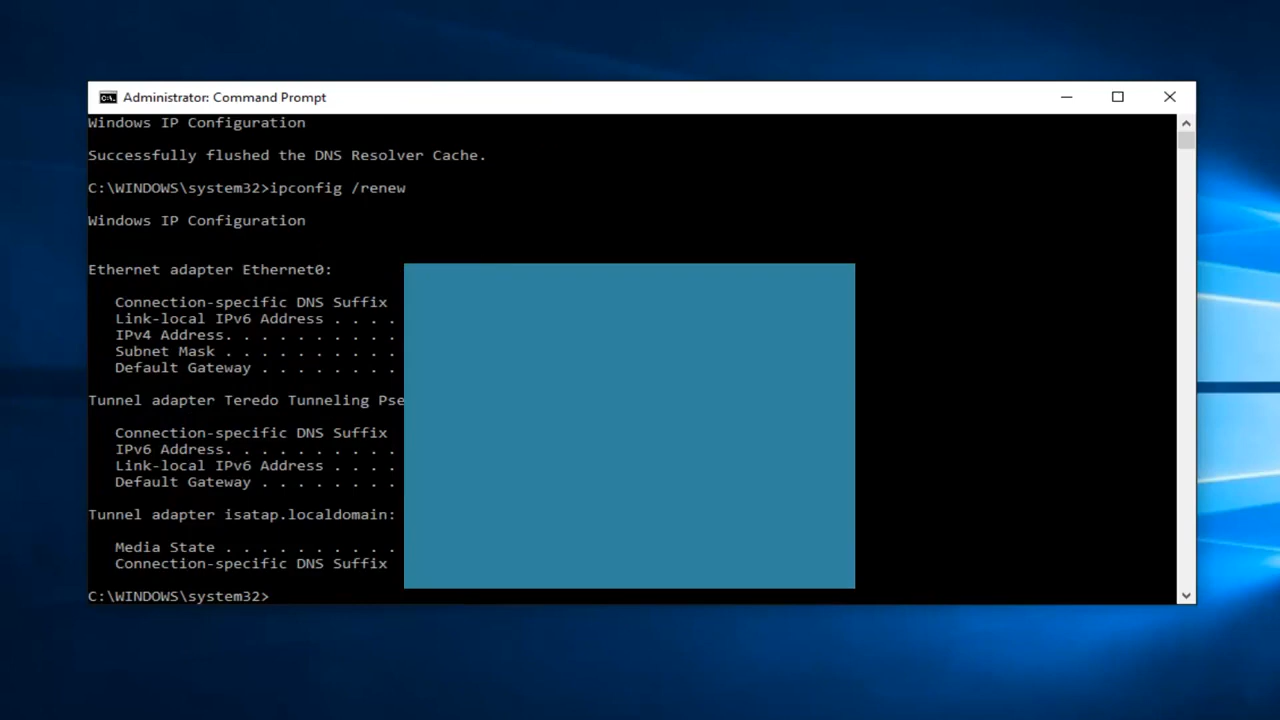 Administrator: Command Prompt
Windows IP Configuration
Successfully flushed the DNS Resolver Cache.
C:\WINDOWS\system32>ipconfig /renew
Windows IP Configuration
Ethernet adapter Ethernet0:
Connection-specific DNS Suffix
Link-local IPv6 Address . . . .
IPv4 Address. . . . . . . . . .
Subnet Mask . . . . . . . . . .
Default Gateway . . . . . . . .
Tunnel adapter Teredo Tunneling Pse
Connection-specific DNS Suffix
IPv6 Address. . . . . . . . . .
Link-local IPv6 Address . . . .
Default Gateway . . . . . . . .
Tunnel adapter isatap.localdomain:
Media State . . . . . . . . . .
Connection-specific DNS Suffix
C:\WINDOWS\system32>